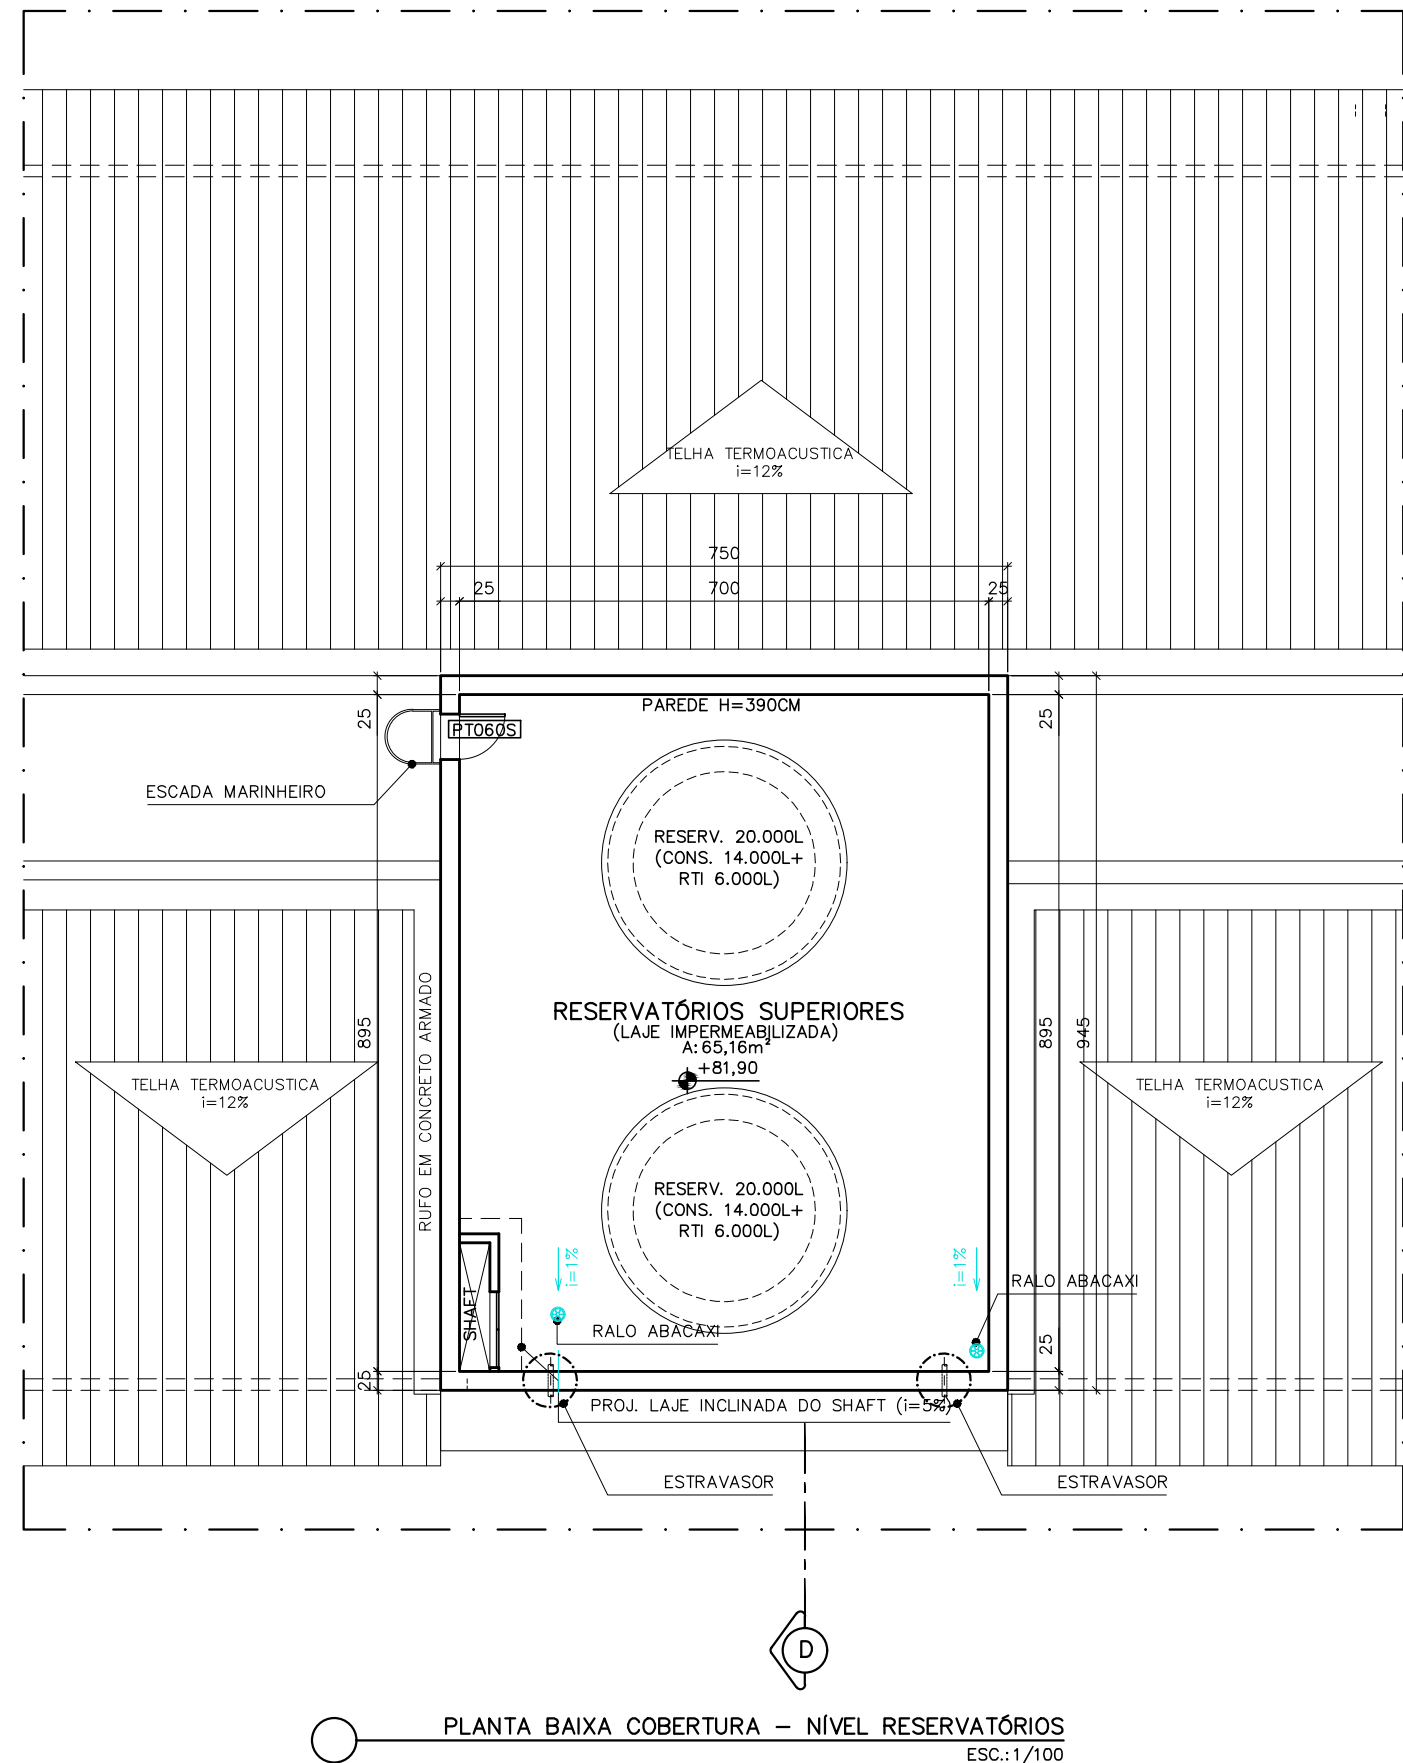 TELHA TERMOACUSTICA
i=12%
750
25
700
25
PAREDE H=390CM
25
25
PT060S
ESCADA MARINHEIRO
RESERV. 20.000L
(CONS. 14.000L+
RTI 6.000L)
RUFO EM CONCRETO ARMADO
895
RESERVATÓRIOS SUPERIORES
(LAJE IMPERMEABILIZADA)
A: 65,16m²
+81,90
895
945
TELHA TERMOACUSTICA
i=12%
TELHA TERMOACUSTICA
i=12%
RESERV. 20.000L
(CONS. 14.000L+
RTI 6.000L)
i=1%
i=1%
RALO ABACAXI
SHAFT
RALO ABACAXI
25
25
PROJ. LAJE INCLINADA DO SHAFT (i=5%)
ESTRAVASOR
ESTRAVASOR
D
PLANTA BAIXA COBERTURA – NÍVEL RESERVATÓRIOS
ESC.: 1/100